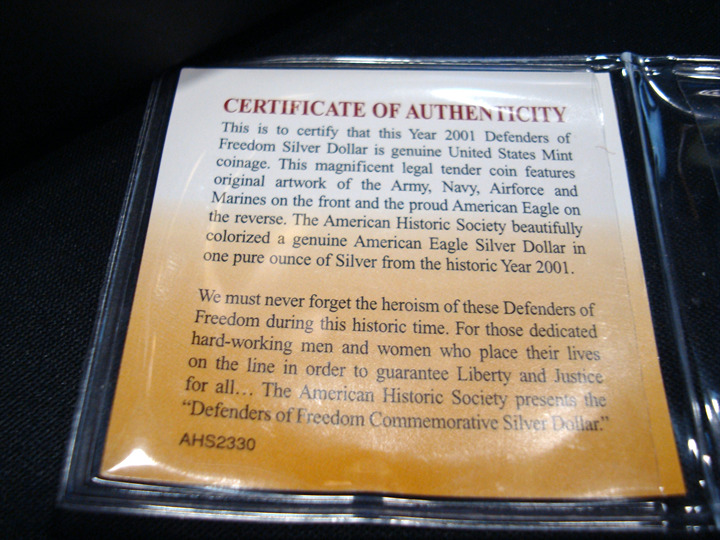 CERTIFICATE OF AUTHENTICITY
This is to certify that this Year 2001 Defenders of
Freedom Silver Dollar is genuine United States Mint
coinage. This magnificent legal tender coin features
original artwork of the Army, Navy, Airforce and
Marines on the front and the proud American Eagle on
the reverse. The American Historic Society beautifully
colorized a genuine American Eagle Silver Dollar in
one pure ounce of Silver from the historic Year 2001.
We must never forget the heroism of these Defenders of
Freedom during this historic time. For those dedicated
hard-working men and women who place their lives
on the line in order to guarantee Liberty and Justice
for all... The American Historic Society presents the
“Defenders of Freedom Commemorative Silver Dollar.”
AHS2330